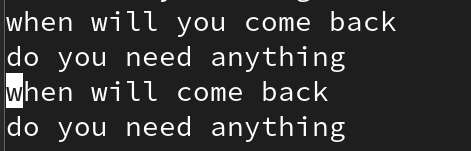 when will you come back
do you need anything
when will come back
do you need anything